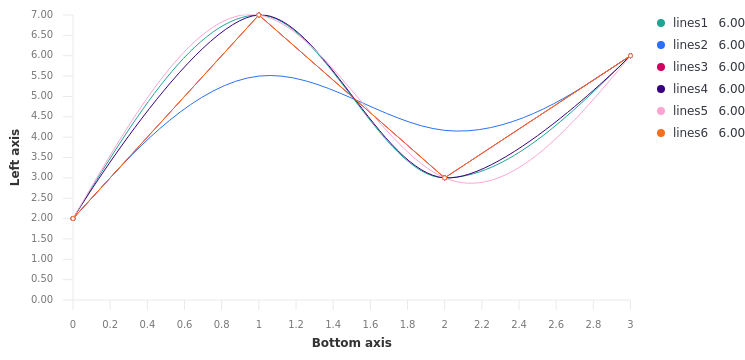 7.00
6.50
6.00
5.50
5.00
4.50
4.00
3.50
3.00
2.50
2.00
1.50
1.00
0.50
0.00
Left axis
0 0.2 0.4 0.6 0.8 1 1.2 1.4 1.6 1.8 2 2.2 2.4 2.6 2.8 3
Bottom axis
lines1 6.00
lines2 6.00
lines3 6.00
lines4 6.00
lines5 6.00
lines6 6.00